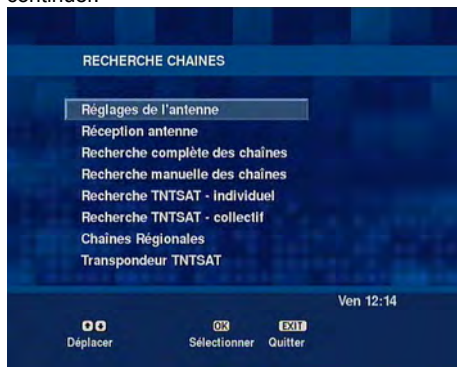 RECHERCHE CHAINES
Réglages de l'antenne
Réception antenne
Recherche complète des chaînes
Recherche manuelle des chaînes
Recherche TNTSAT - individuel
Recherche TNTSAT - collectif
Chaînes Régionales
Transpondeur TNTSAT
Ven 12:14
OK EXIT
Déplacer Sélectionner Quitter